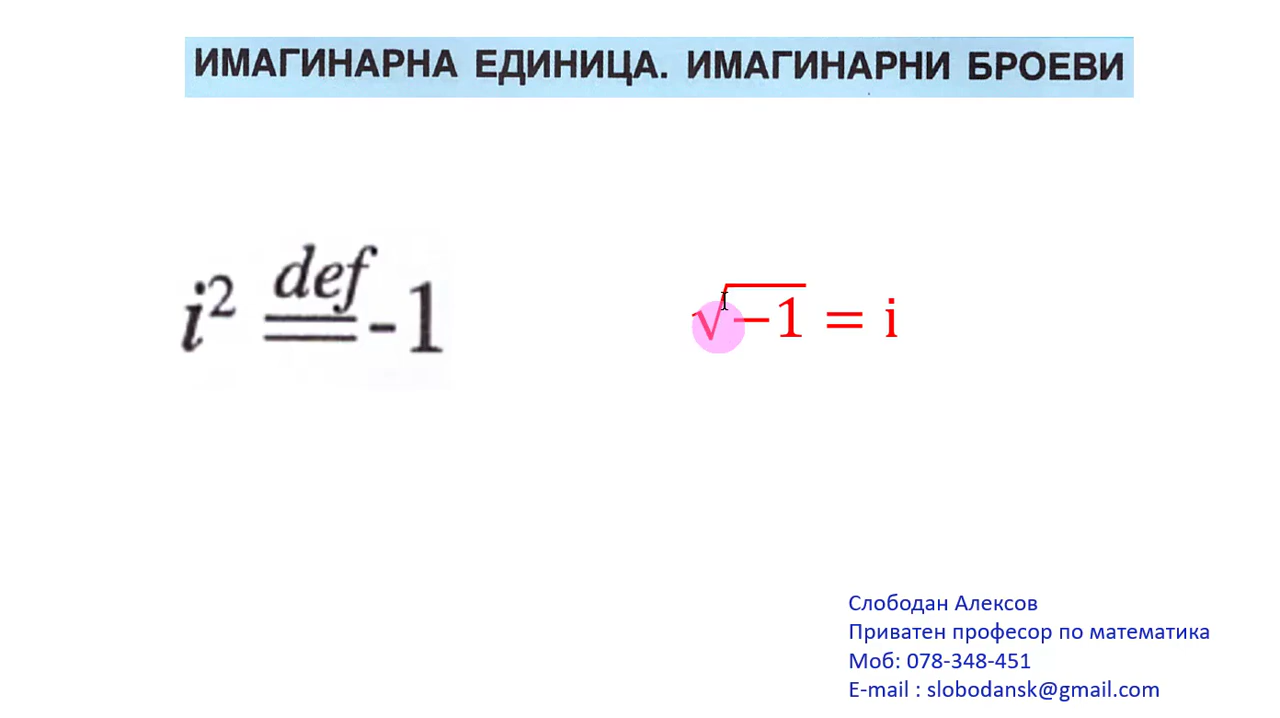 ИМАГИНАРНА ЕДИНИЦА. ИМАГИНАРНИ БРОЕВИ
i² def= -1
√−1 = i
Слободан Алексов
Приватен професор по математика
Моб: 078-348-451
E-mail : slobodansk@gmail.com